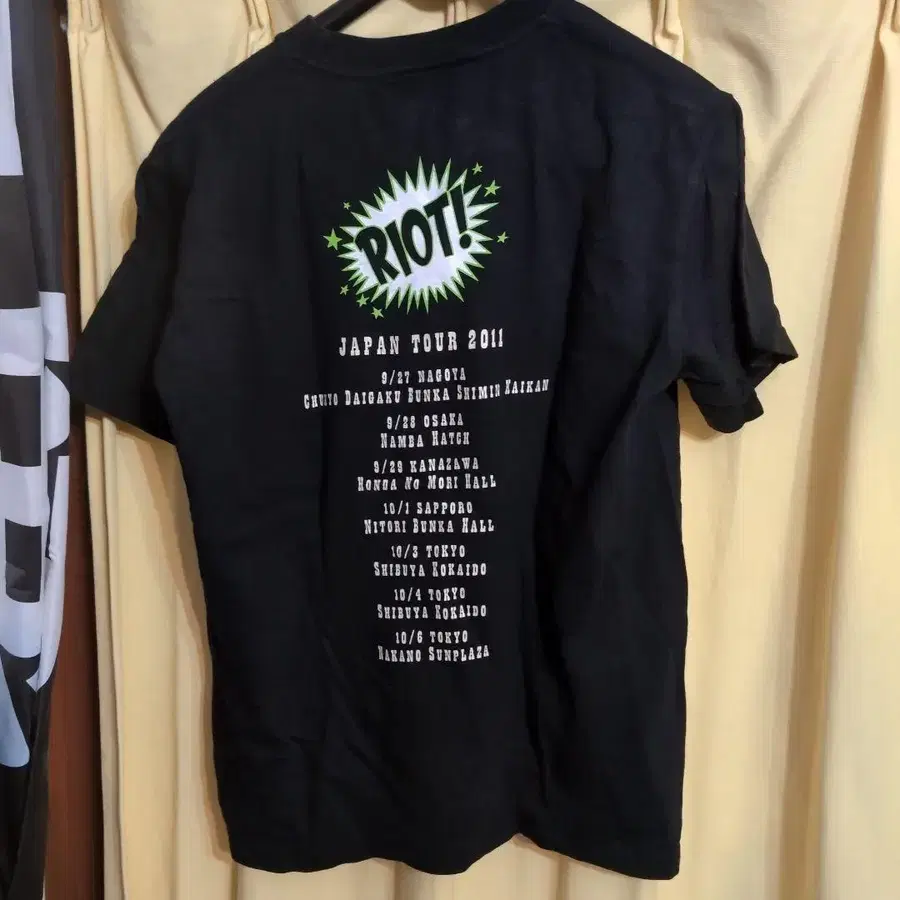 RIOT!
JAPAN TOUR 2011
9/27 NAGOYA
CHUKYO DAIGAKU BUNKA SHIMIN KAIKAN
9/28 OSAKA
NAMBA HATCH
9/29 KANAZAWA
HONDA NO MORI HALL
10/1 SAPPORO
NITORI BUNKA HALL
10/3 TOKYO
SHIBUYA KOKAIDO
10/4 TOKYO
SHIBUYA KOKAIDO
10/6 TOKYO
NAKANO SUNPLAZA